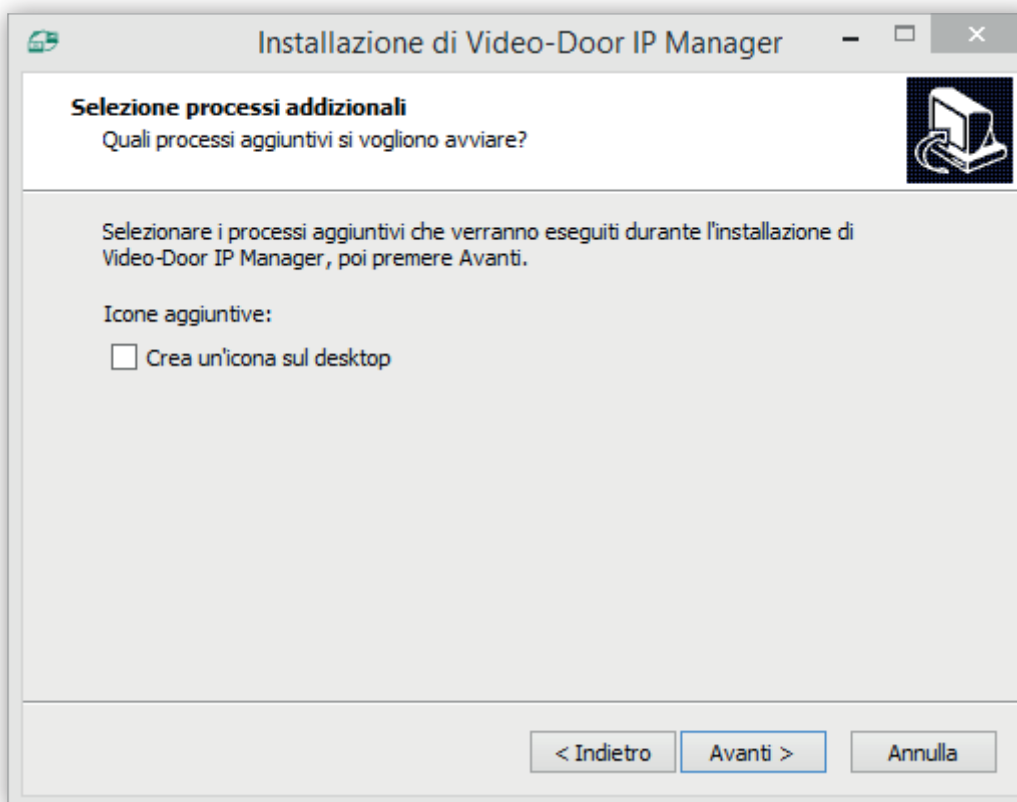 Installazione di Video-Door IP Manager
Selezione processi addizionali
Quali processi aggiuntivi si vogliono avviare?
Selezionare i processi aggiuntivi che verranno eseguiti durante l'installazione di
Video-Door IP Manager, poi premere Avanti.
Icone aggiuntive:
Crea un'icona sul desktop
< Indietro
Avanti >
Annulla